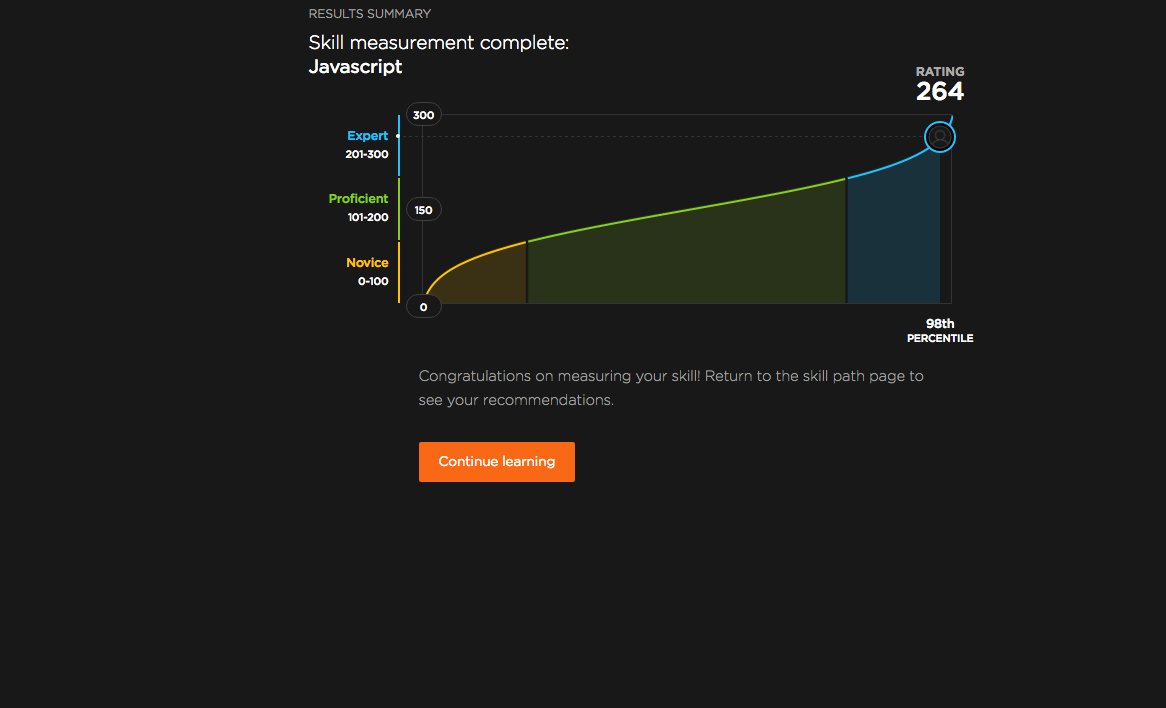 RESULTS SUMMARY
Skill measurement complete:
Javascript
RATING
264
300
Expert
201-300
Proficient
101-200
150
Novice
0-100
0
98th
PERCENTILE
Congratulations on measuring your skill! Return to the skill path page to
see your recommendations.
Continue learning